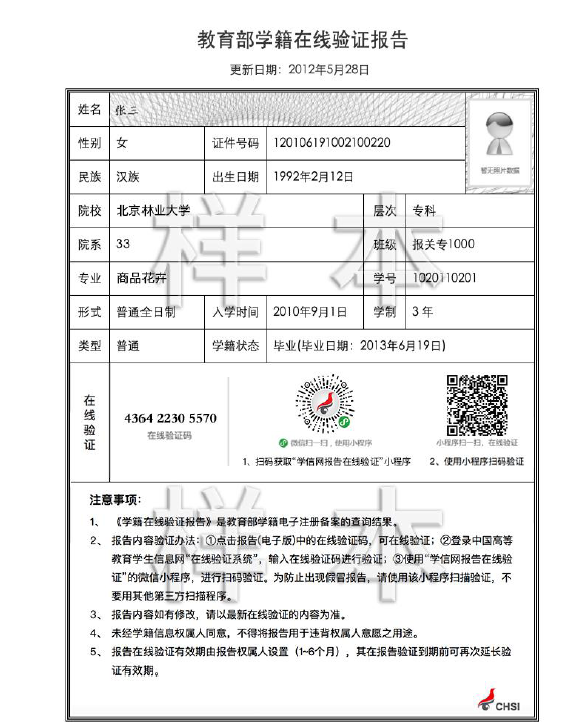 教育部学籍在线验证报告
更新日期：2012年5月28日
姓名 张三
性别 女 证件号码 120106191002100220
民族 汉族 出生日期 1992年2月12日
暂无照片数据
院校 北京林业大学 层次 专科
院系 33 班级 报关专1000
专业 商品花卉 学号 1020110201
形式 普通全日制 入学时间 2010年9月1日 学制 3 年
类型 普通 学籍状态 毕业(毕业日期：2013年6月19日)
样本
在线验证
4364 2230 5570
在线验证码
微信扫一扫，使用小程序
小程序扫一扫，在线验证
1、扫码获取“学信网报告在线验证”小程序
2、使用小程序扫码验证
注意事项：
1、 《学籍在线验证报告》是教育部学籍电子注册备案的查询结果。
2、 报告内容验证办法：①点击报告(电子版)中的在线验证码，可在线验证；②登录中国高等
教育学生信息网“在线验证系统”，输入在线验证码进行验证；③使用“学信网报告在线验
证”的微信小程序，进行扫码验证。为防止出现假冒报告，请使用该小程序扫描验证，不
要用其他第三方扫描程序。
3、 报告内容如有修改，请以最新在线验证的内容为准。
4、 未经学籍信息权属人同意，不得将报告用于违背权属人意愿之用途。
5、 报告在线验证有效期由报告权属人设置（1~6个月），其在报告验证到期前可再次延长验
证有效期。
样本
CHSI